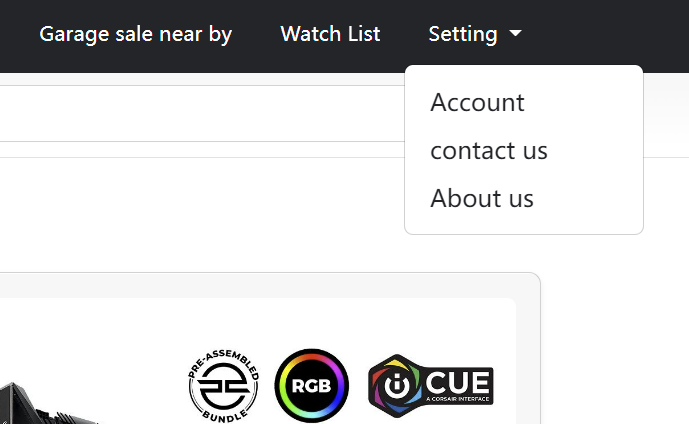 Garage sale near by Watch List Setting
Account
contact us
About us
PRE-ASSEMBLED
BUNDLE
RGB
iCUE
A CORSAIR INTERFACE